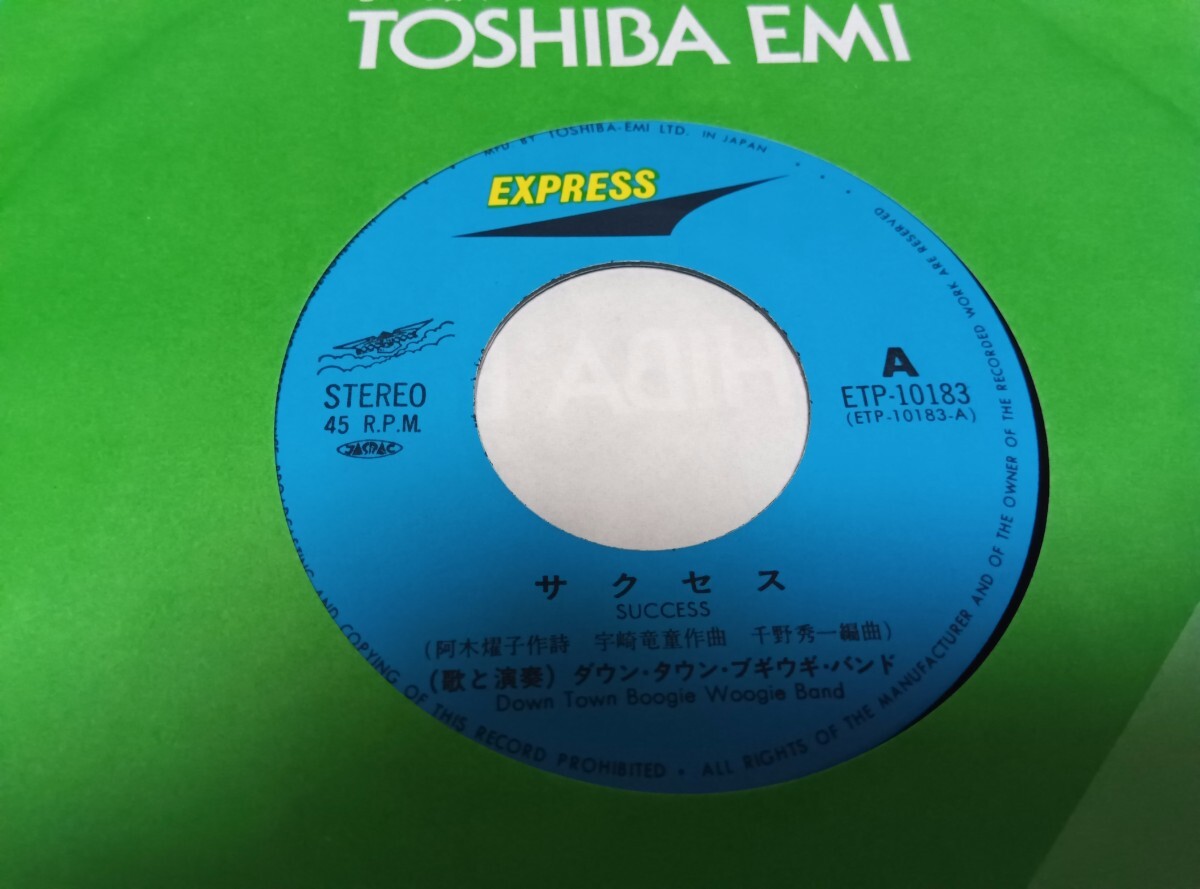 TOSHIBA EMI
MFD BY TOSHIBA-EMI LTD. IN JAPAN
EXPRESS
STEREO
45 R.P.M.
JASRAC
A
ETP-10183
(ETP-10183-A)
サクセス
SUCCESS
(阿木燿子作詩 宇崎竜童作曲 千野秀一編曲)
(歌と演奏) ダウン・タウン・ブギウギ・バンド
Down Town Boogie Woogie Band
AND COPYING OF THIS RECORD PROHIBITED • ALL RIGHTS OF THE MANUFACTURER AND OF THE OWNER OF THE RECORDED WORK ARE RESERVED